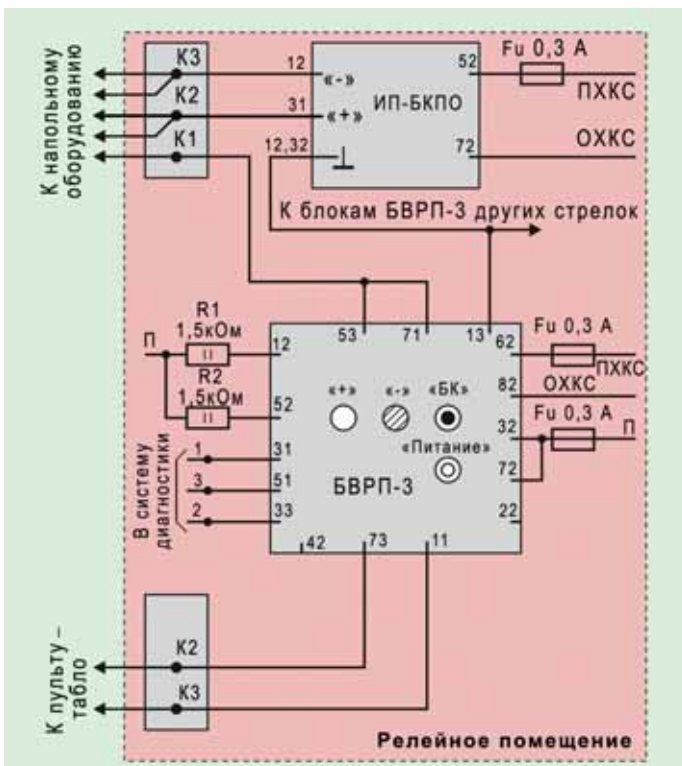 К напольному
оборудованию
К3
К2
К1
12
«-»
31
«+»
12,32
ИП-БКПО
52
72
Fu 0,3 А
ПХКС
ОХКС
К блокам БВРП-3 других стрелок
R1
1,5кОм
П
R2
1,5кОм
12
52
53
71
13
62
Fu 0,3 А
ПХКС
82
ОХКС
Fu 0,3 А
32
П
72
22
«+»
«-»
«БК»
«Питание»
БВРП-3
В систему
диагностики
1
3
2
31
51
33
42
73
11
К пульту –
табло
К2
К3
Релейное помещение